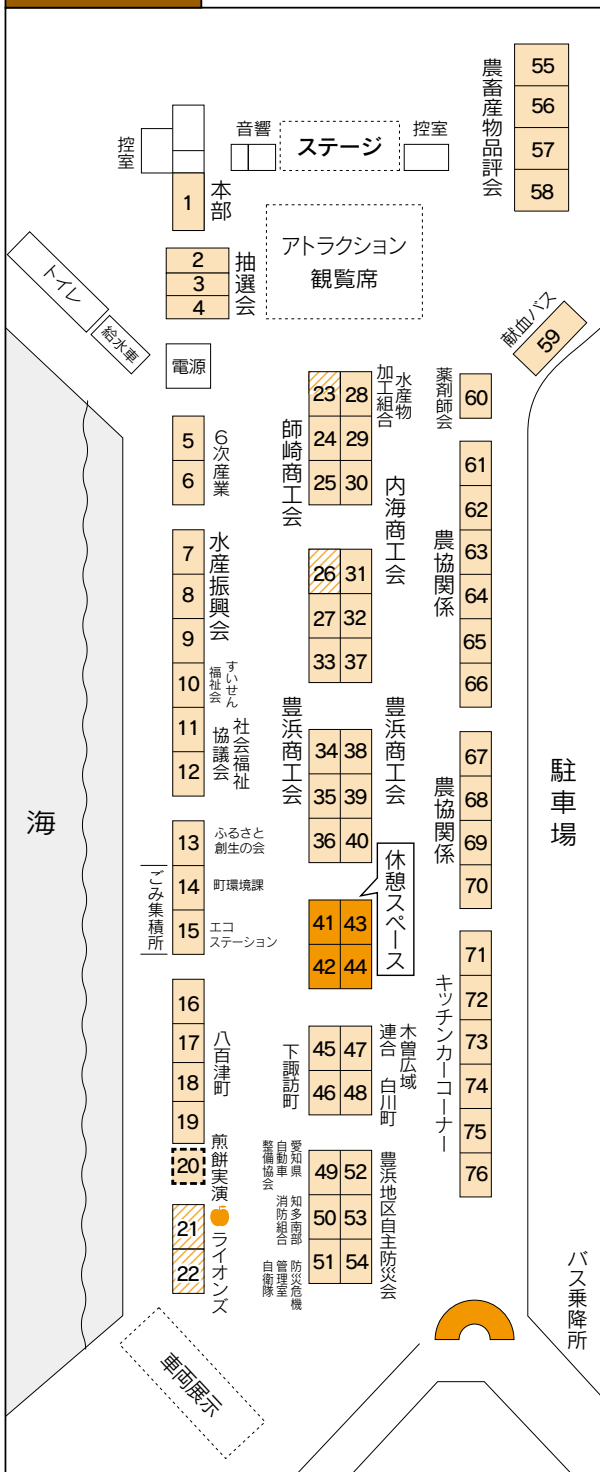 控室
音響
ステージ
控室
農畜産物品評会
55
56
57
58
1
本部
2
3
4
抽選会
アトラクション
観覧席
トイレ
給水車
電源
献血バス
59
薬剤師会
60
5
6
6次産業
師崎商工会
23
28
24
29
25
30
水産物
加工組合
内海商工会
26
31
27
32
33
37
農協関係
61
62
63
64
65
66
7
8
9
水産振興会
10
すいせん
福祉会
11
12
社会福祉
協議会
豊浜商工会
34
38
35
39
36
40
豊浜商工会
農協関係
67
68
69
70
駐車場
海
13
ふるさと
創生の会
ごみ集積所
14
町環境課
15
エコ
ステーション
休憩スペース
41
43
42
44
キッチンカーコーナー
71
72
73
74
75
76
16
17
18
19
八百津町
下諏訪町
45
47
46
48
木曽広域
連合
白川町
20
煎餅実演
21
22
ライオンズ
愛知県
自動車
整備協会
知多南部
消防組合
防災危機
管理室
自衛隊
49
52
50
53
51
54
豊浜地区自主防災会
車両展示
バス乗降所